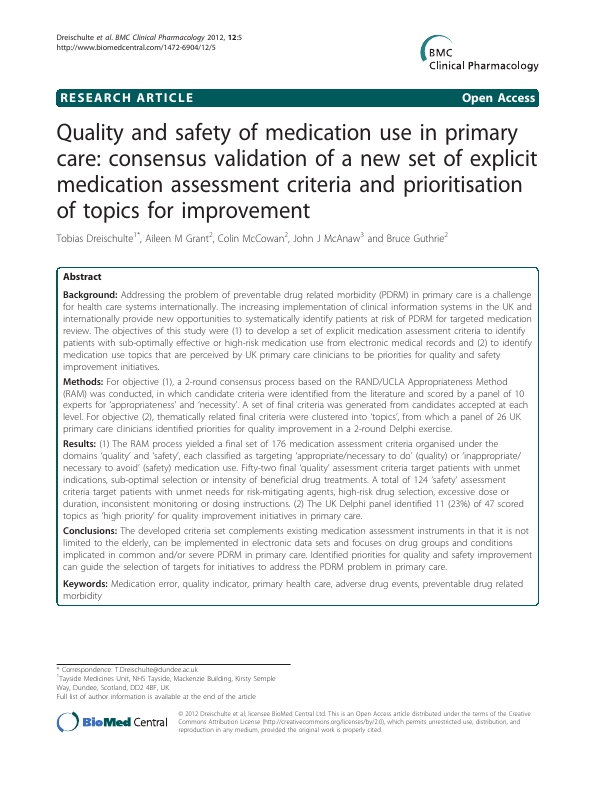 Dreischulte et al. BMC Clinical Pharmacology 2012, 12:5
http://www.biomedcentral.com/1472-6904/12/5
BMC
Clinical Pharmacology
RESEARCH ARTICLE
Open Access
Quality and safety of medication use in primary
care: consensus validation of a new set of explicit
medication assessment criteria and prioritisation
of topics for improvement
Tobias Dreischulte1*, Aileen M Grant2, Colin McCowan2, John J McAnaw3 and Bruce Guthrie2
Abstract
Background: Addressing the problem of preventable drug related morbidity (PDRM) in primary care is a challenge
for health care systems internationally. The increasing implementation of clinical information systems in the UK and
internationally provide new opportunities to systematically identify patients at risk of PDRM for targeted medication
review. The objectives of this study were (1) to develop a set of explicit medication assessment criteria to identify
patients with sub-optimally effective or high-risk medication use from electronic medical records and (2) to identify
medication use topics that are perceived by UK primary care clinicians to be priorities for quality and safety
improvement initiatives.
Methods: For objective (1), a 2-round consensus process based on the RAND/UCLA Appropriateness Method
(RAM) was conducted, in which candidate criteria were identified from the literature and scored by a panel of 10
experts for 'appropriateness' and 'necessity'. A set of final criteria was generated from candidates accepted at each
level. For objective (2), thematically related final criteria were clustered into 'topics', from which a panel of 26 UK
primary care clinicians identified priorities for quality improvement in a 2-round Delphi exercise.
Results: (1) The RAM process yielded a final set of 176 medication assessment criteria organised under the
domains 'quality' and 'safety', each classified as targeting 'appropriate/necessary to do' (quality) or 'inappropriate/
necessary to avoid' (safety) medication use. Fifty-two final 'quality' assessment criteria target patients with unmet
indications, sub-optimal selection or intensity of beneficial drug treatments. A total of 124 'safety' assessment
criteria target patients with unmet needs for risk-mitigating agents, high-risk drug selection, excessive dose or
duration, inconsistent monitoring or dosing instructions. (2) The UK Delphi panel identified 11 (23%) of 47 scored
topics as 'high priority' for quality improvement initiatives in primary care.
Conclusions: The developed criteria set complements existing medication assessment instruments in that it is not
limited to the elderly, can be implemented in electronic data sets and focuses on drug groups and conditions
implicated in common and/or severe PDRM in primary care. Identified priorities for quality and safety improvement
can guide the selection of targets for initiatives to address the PDRM problem in primary care.
Keywords: Medication error, quality indicator, primary health care, adverse drug events, preventable drug related
morbidity
* Correspondence: T.Dreischulte@dundee.ac.uk
1Tayside Medicines Unit, NHS Tayside, Mackenzie Building, Kirsty Semple
Way, Dundee, Scotland, DD2 4BF, UK
Full list of author information is available at the end of the article
BioMed Central
© 2012 Dreischulte et al; licensee BioMed Central Ltd. This is an Open Access article distributed under the terms of the Creative
Commons Attribution License (http://creativecommons.org/licenses/by/2.0), which permits unrestricted use, distribution, and
reproduction in any medium, provided the original work is properly cited.